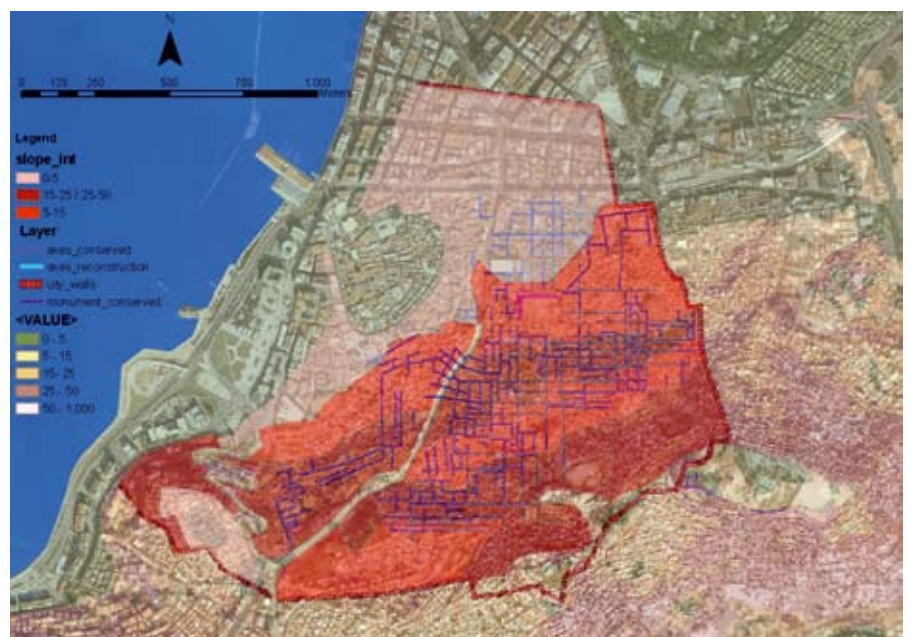 N
0 125 250 500 750 1.000
Meters
Legend
slope_int
0-5
15-25 / 25-50
5-15
Layer
axes_conserved
axes_reconstruction
city_walls
monument_conserved
<VALUE>
0 - 5
5 - 15
15- 25
25 - 50
50 - 1,000